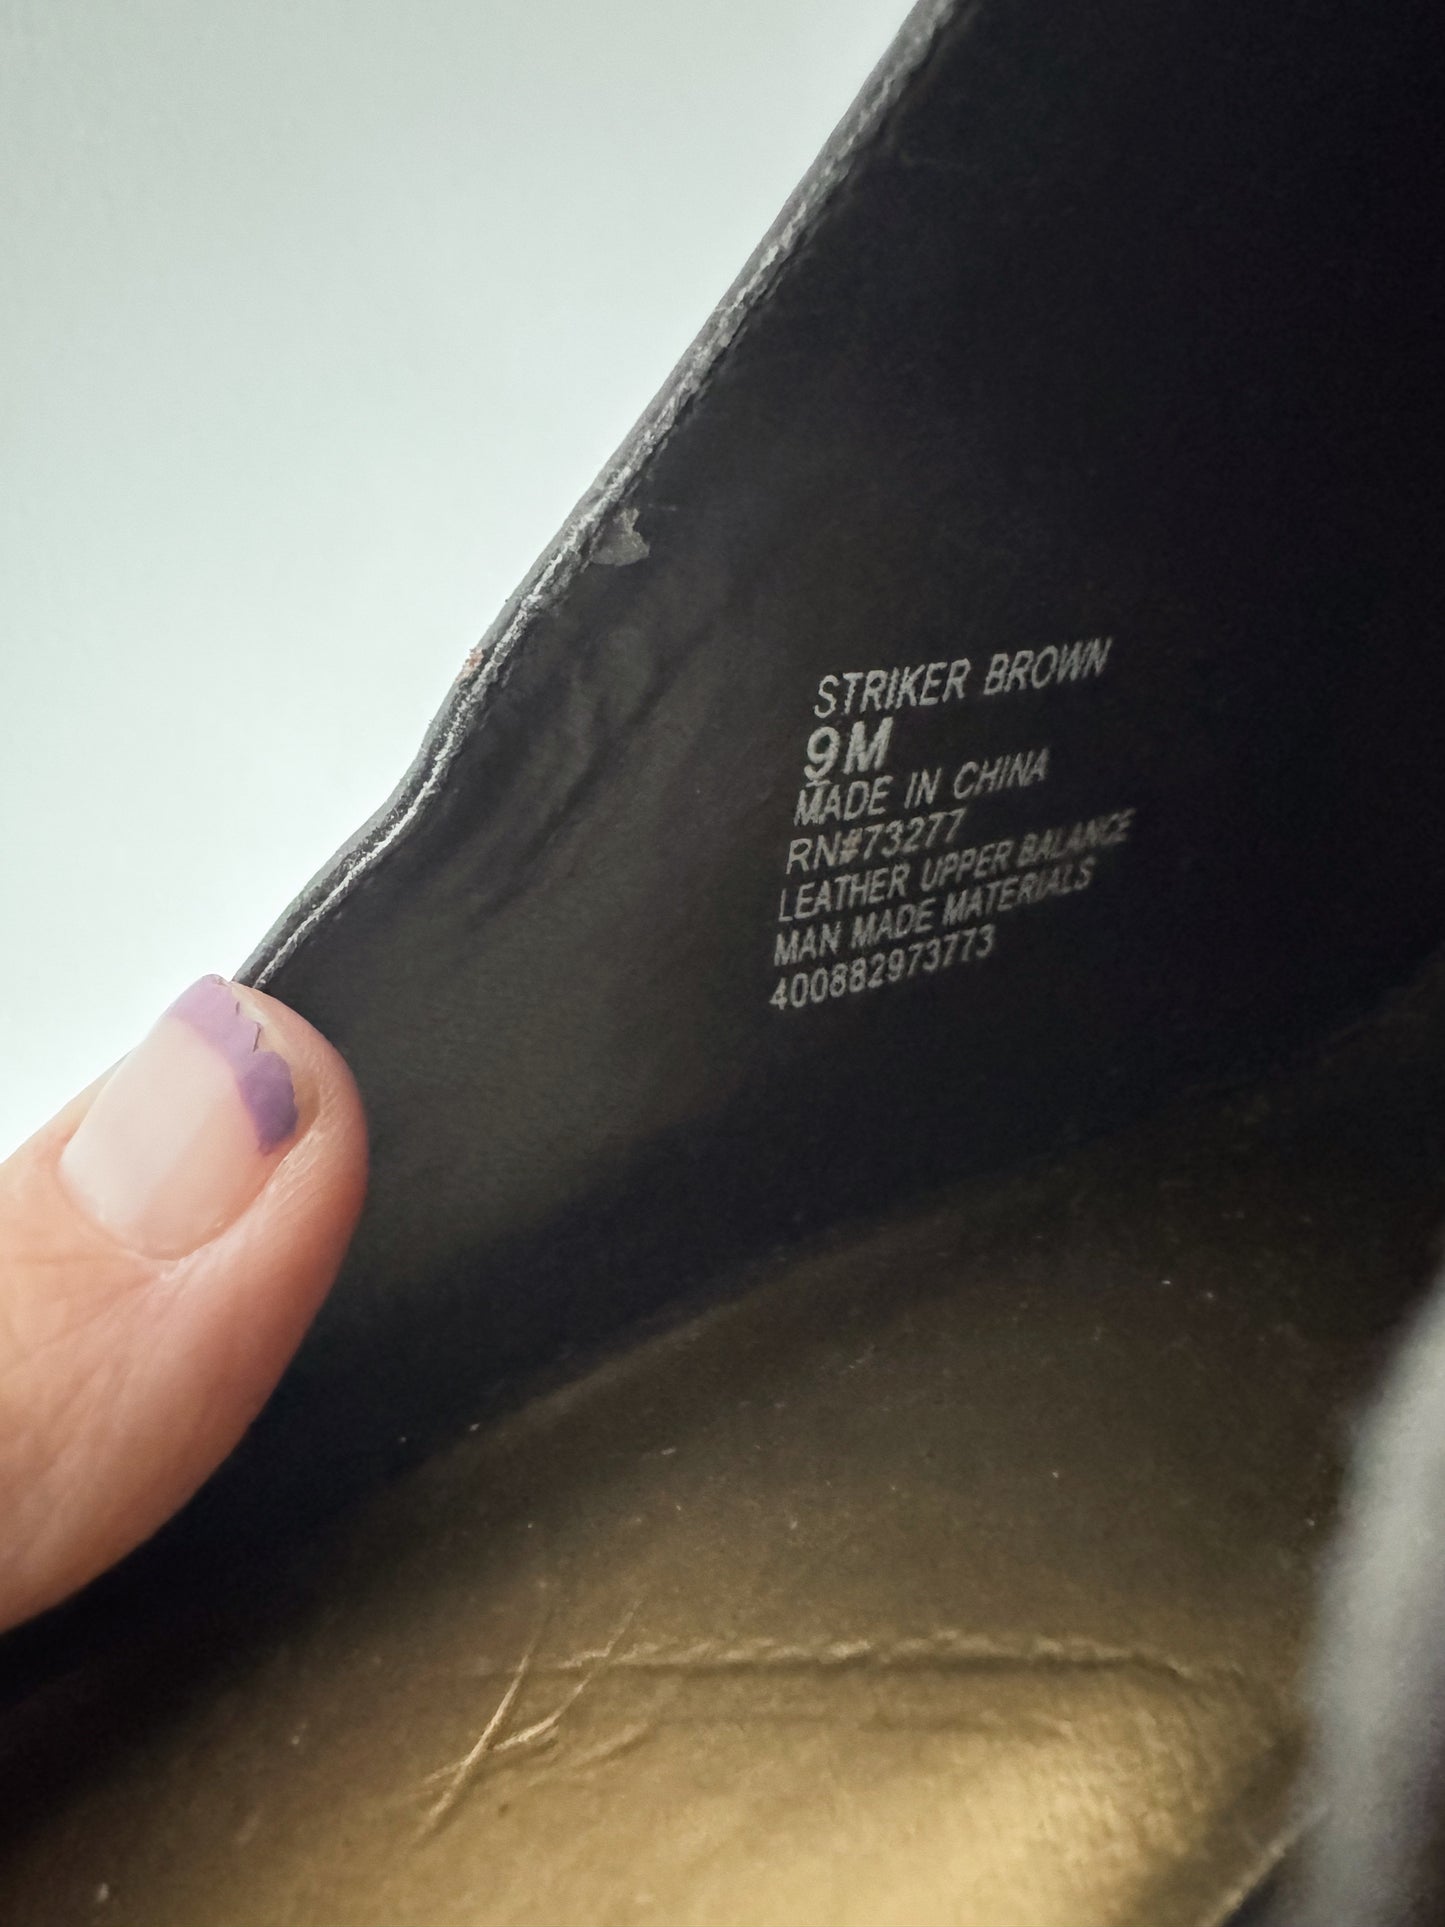 STRIKER BROWN
9M
MADE IN CHINA
RN#73277
LEATHER UPPER BALANCE
MAN MADE MATERIALS
400882973773